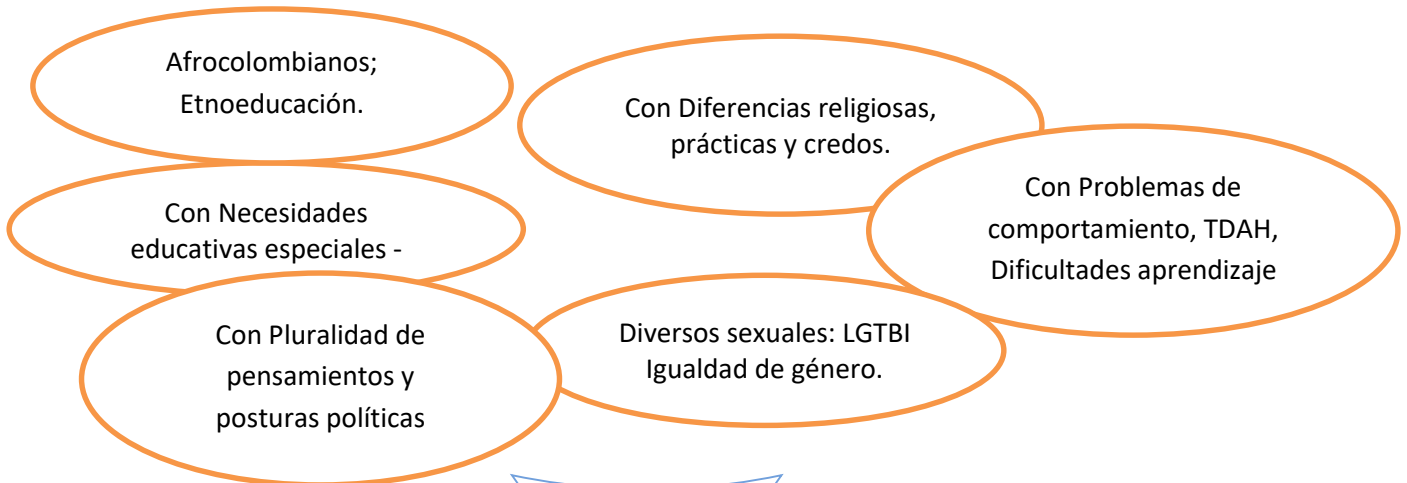 Afrocolombianos;
Etnoeducación.
Con Diferencias religiosas,
prácticas y credos.
Con Problemas de
comportamiento, TDAH,
Dificultades aprendizaje
Con Necesidades
educativas especiales -
Con Pluralidad de
pensamientos y
posturas políticas
Diversos sexuales: LGTBI
Igualdad de género.